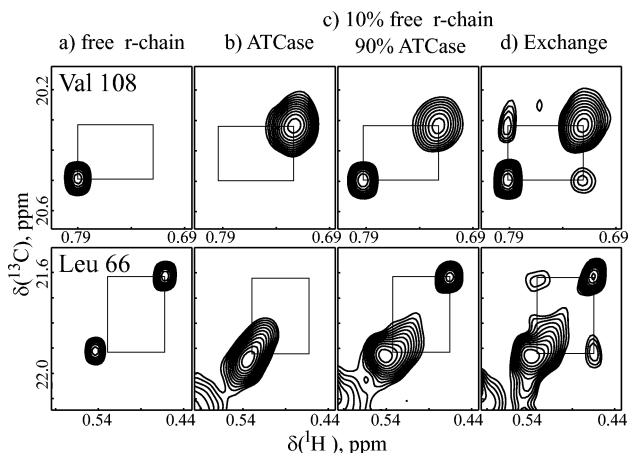 c) 10% free r-chain
a) free r-chain b) ATCase 90% ATCase d) Exchange
Val 108
20.2
20.6
0.79 0.69 0.79 0.69 0.79 0.69 0.79 0.69
δ(¹³C), ppm
Leu 66
21.6
22.0
0.54 0.44 0.54 0.44 0.54 0.44 0.54 0.44
δ(¹H), ppm